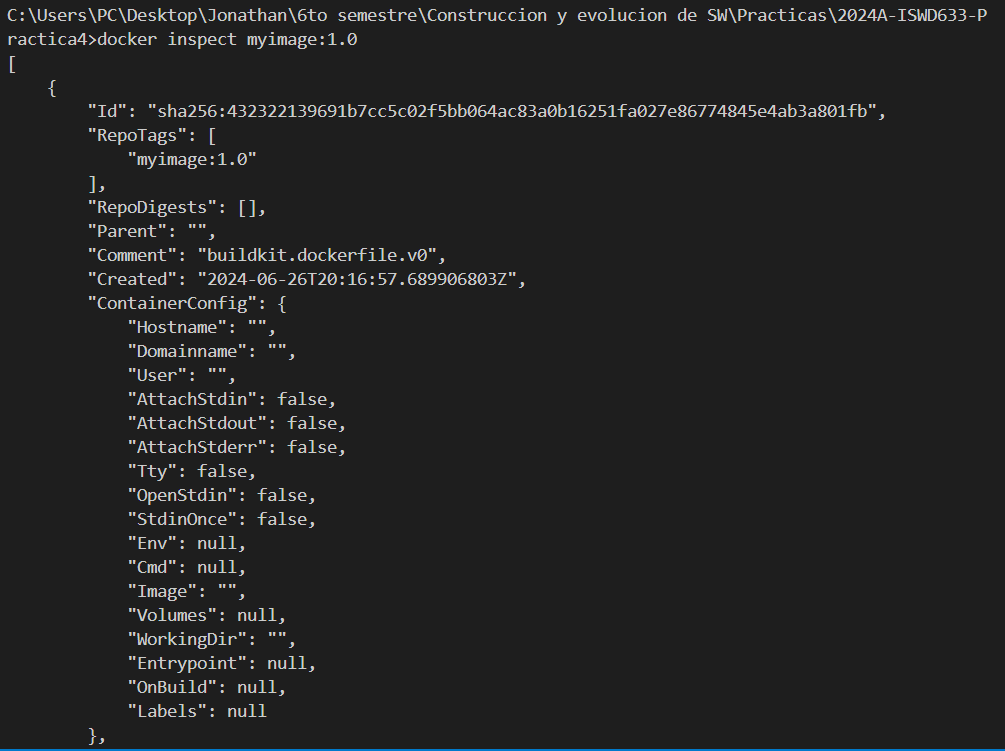 C:\Users\PC\Desktop\Jonathan\6to semestre\Construccion y evolucion de SW\Practicas\2024A-ISWD633-P
ractica4>docker inspect myimage:1.0
[
    {
        "Id": "sha256:432322139691b7cc5c02f5bb064ac83a0b16251fa027e86774845e4ab3a801fb",
        "RepoTags": [
            "myimage:1.0"
        ],
        "RepoDigests": [],
        "Parent": "",
        "Comment": "buildkit.dockerfile.v0",
        "Created": "2024-06-26T20:16:57.689906803Z",
        "ContainerConfig": {
            "Hostname": "",
            "Domainname": "",
            "User": "",
            "AttachStdin": false,
            "AttachStdout": false,
            "AttachStderr": false,
            "Tty": false,
            "OpenStdin": false,
            "StdinOnce": false,
            "Env": null,
            "Cmd": null,
            "Image": "",
            "Volumes": null,
            "WorkingDir": "",
            "Entrypoint": null,
            "OnBuild": null,
            "Labels": null
        },